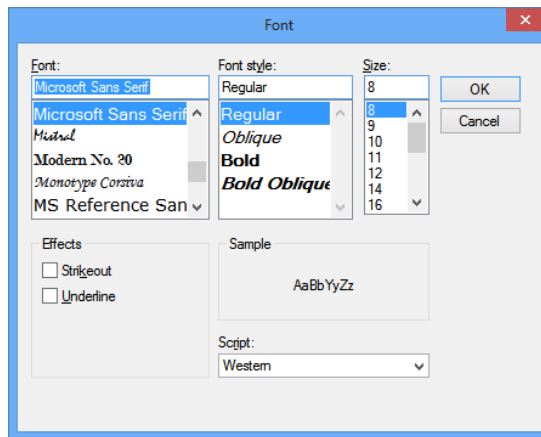 Font
Font:
Microsoft Sans Serif
Microsoft Sans Serif
Mistral
Modern No. 20
Monotype Corsiva
MS Reference San
Font style:
Regular
Regular
Oblique
Bold
Bold Oblique
Size:
8
8
9
10
11
12
14
16
OK
Cancel
Effects
Strikeout
Underline
Sample
AaBbYyZz
Script:
Western